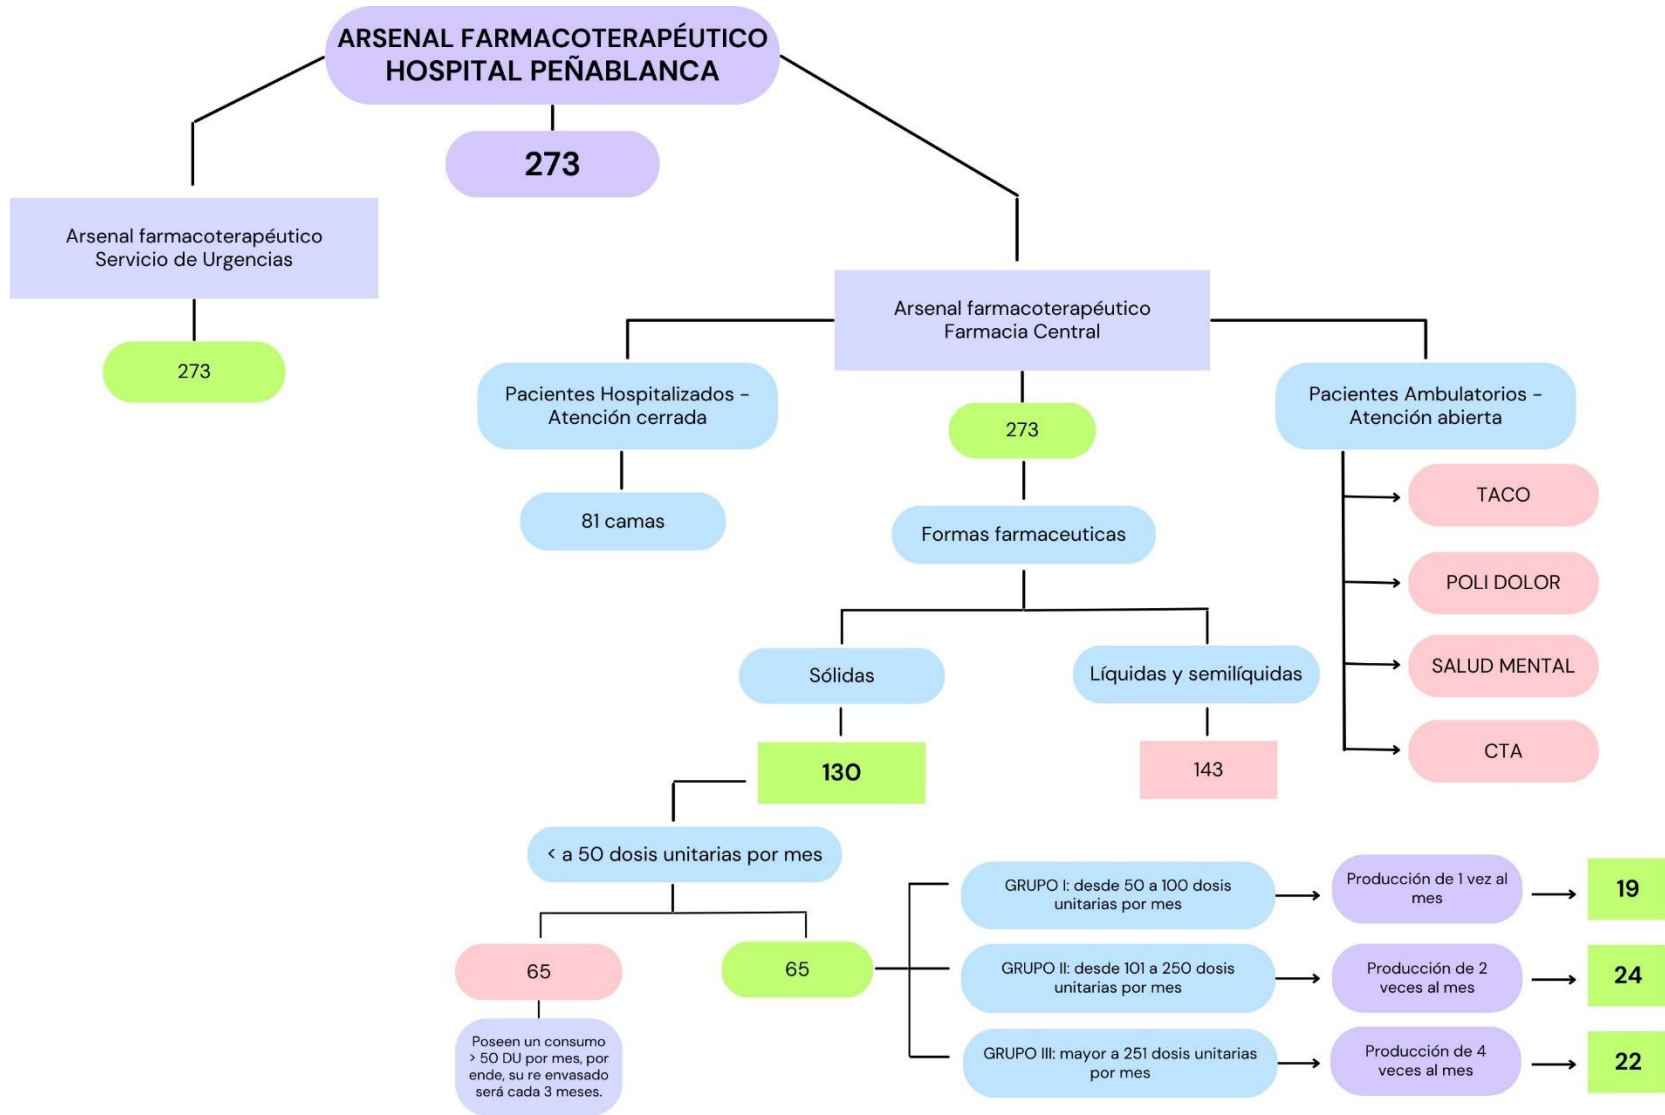 ARSENAL FARMACOTERAPÉUTICO
HOSPITAL PEÑABLANCA
273
Arsenal farmacoterapéutico
Servicio de Urgencias
273
Arsenal farmacoterapéutico
Farmacia Central
273
Pacientes Hospitalizados -
Atención cerrada
81 camas
Formas farmaceuticas
Pacientes Ambulatorios -
Atención abierta
TACO
POLI DOLOR
SALUD MENTAL
CTA
Sólidas
130
Líquidas y semilíquidas
143
< a 50 dosis unitarias por mes
65
Poseen un consumo
> 50 DU por mes, por
ende, su re envasado
será cada 3 meses.
65
GRUPO I: desde 50 a 100 dosis
unitarias por mes
Producción de 1 vez al
mes
19
GRUPO II: desde 101 a 250 dosis
unitarias por mes
Producción de 2
veces al mes
24
GRUPO III: mayor a 251 dosis unitarias
por mes
Producción de 4
veces al mes
22